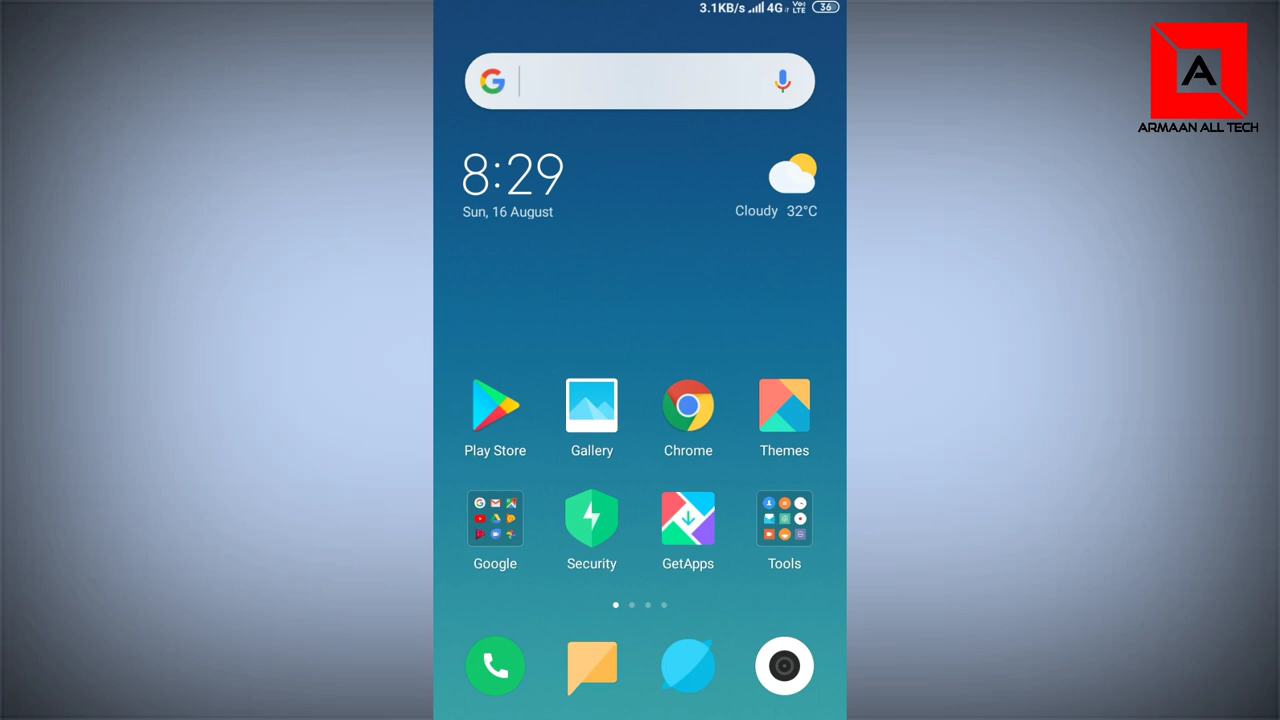 3.1KB/s 4G Vo) LTE 36
ARMAAN ALL TECH
8:29
Sun, 16 August
Cloudy 32°C
Play Store Gallery Chrome Themes
Google Security GetApps Tools